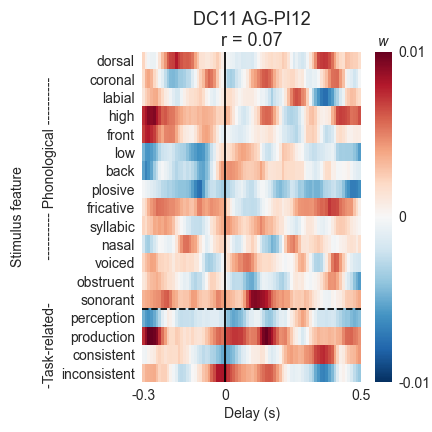 DC11 AG-PI12
r = 0.07
w
dorsal
coronal
labial
high
front
low
back
plosive
fricative
syllabic
nasal
voiced
obstruent
sonorant
perception
production
consistent
inconsistent
Stimulus feature
-Task-related- ---------- Phonological ----------
0.01
0
-0.01
-0.3 0 0.5
Delay (s)